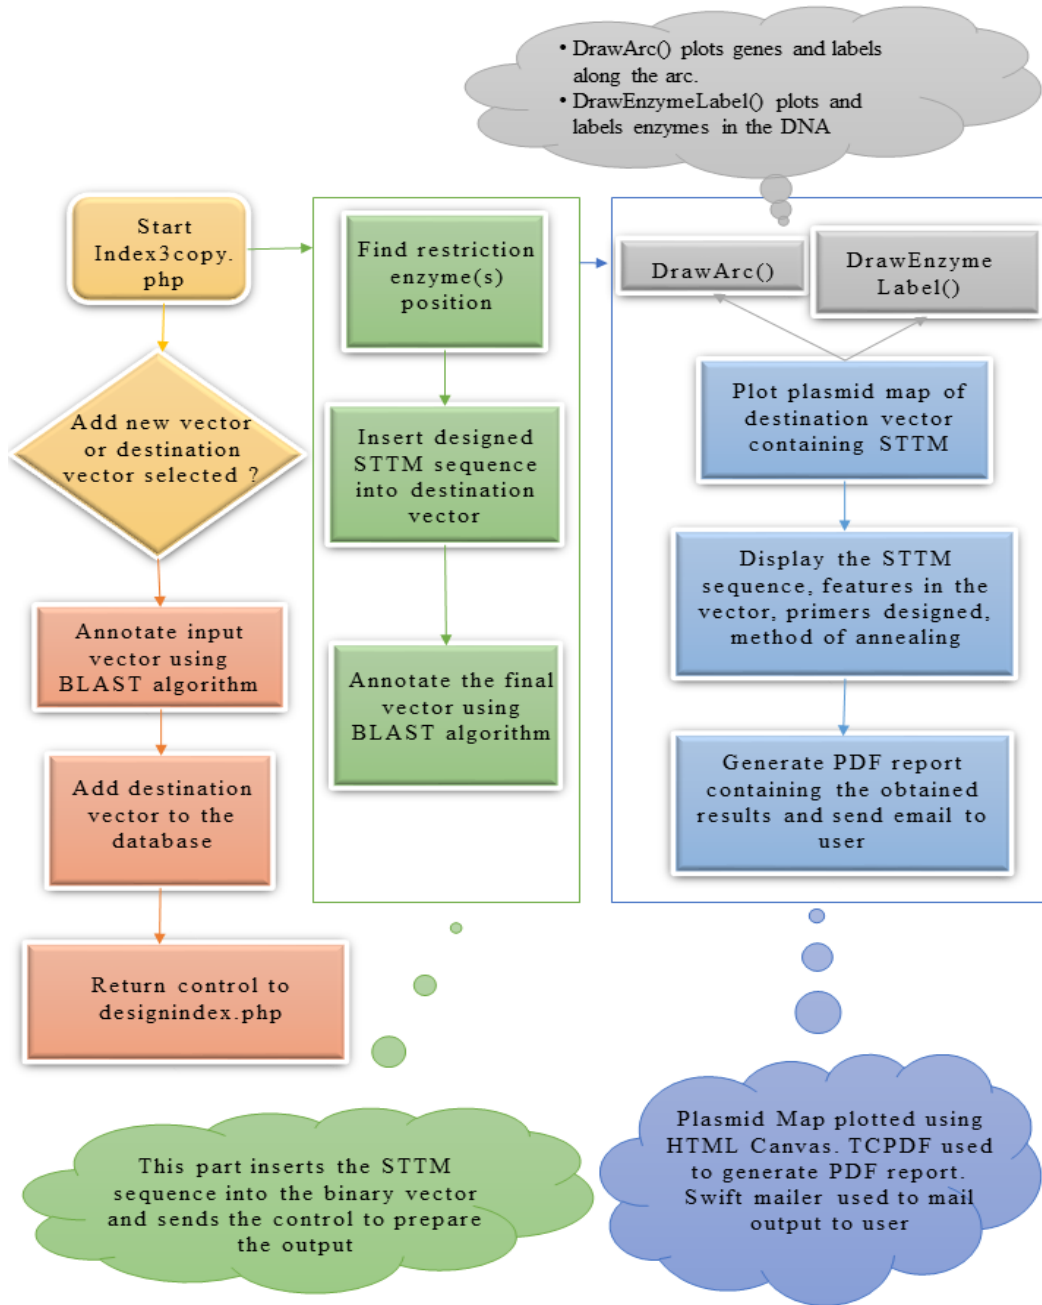 • DrawArc() plots genes and labels
along the arc.
• DrawEnzymeLabel() plots and
labels enzymes in the DNA
Start
Index3copy.
php
Add new vector
or destination
vector selected ?
Annotate input
vector using
BLAST algorithm
Add destination
vector to the
database
Return control to
designindex.php
Find restriction
enzyme(s)
position
Insert designed
STTM sequence
into destination
vector
Annotate the final
vector using
BLAST algorithm
DrawArc()
DrawEnzyme
Label()
Plot plasmid map of
destination vector
containing STTM
Display the STTM
sequence, features in the
vector, primers designed,
method of annealing
Generate PDF report
containing the obtained
results and send email to
user
This part inserts the STTM
sequence into the binary vector
and sends the control to prepare
the output
Plasmid Map plotted using
HTML Canvas. TCPDF used
to generate PDF report.
Swift mailer used to mail
output to user